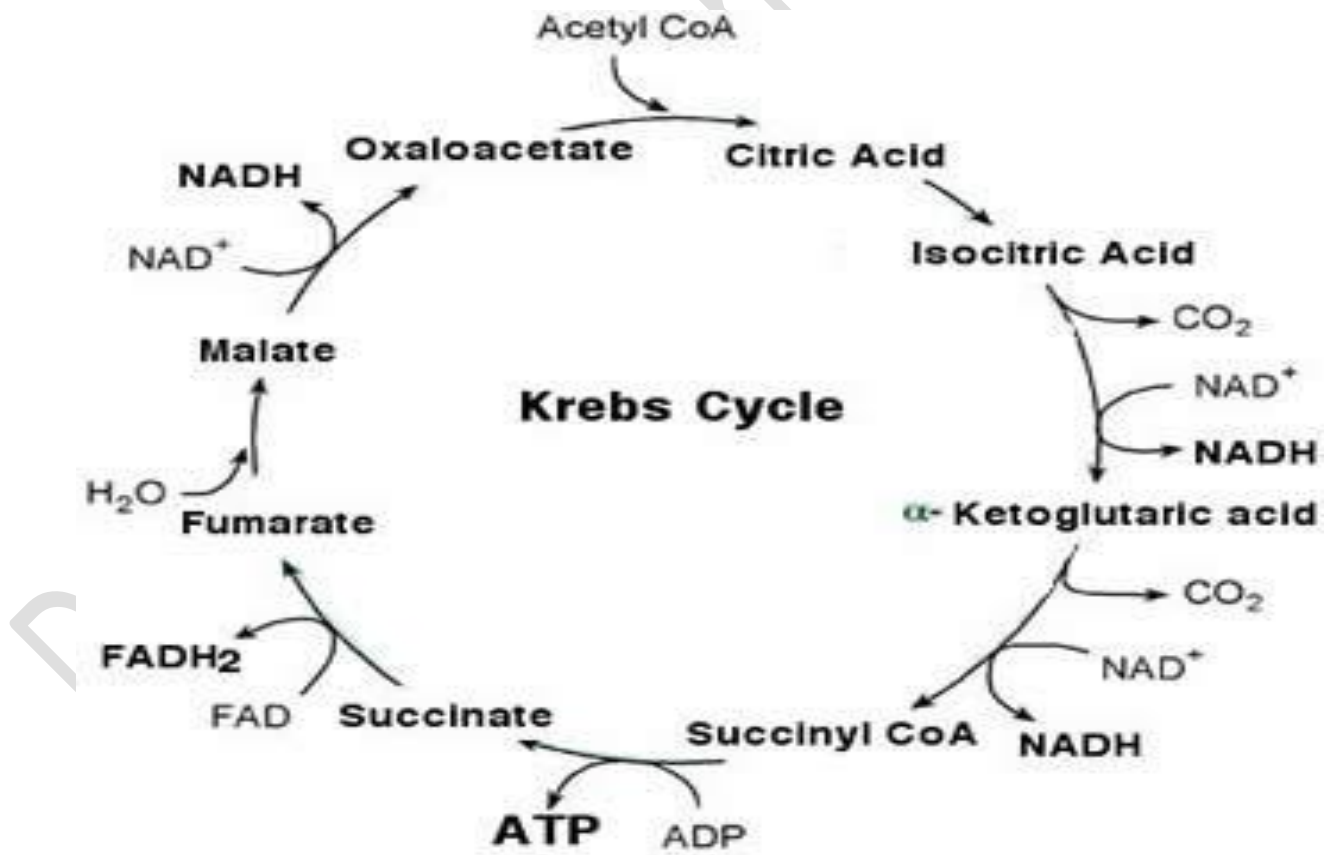 Acetyl CoA
Oxaloacetate
Citric Acid
NADH
NAD⁺
Isocitric Acid
CO₂
Malate
NAD⁺
Krebs Cycle
NADH
H₂O
Fumarate
α- Ketoglutaric acid
CO₂
FADH2
NAD⁺
FAD
Succinate
Succinyl CoA
NADH
ATP
ADP